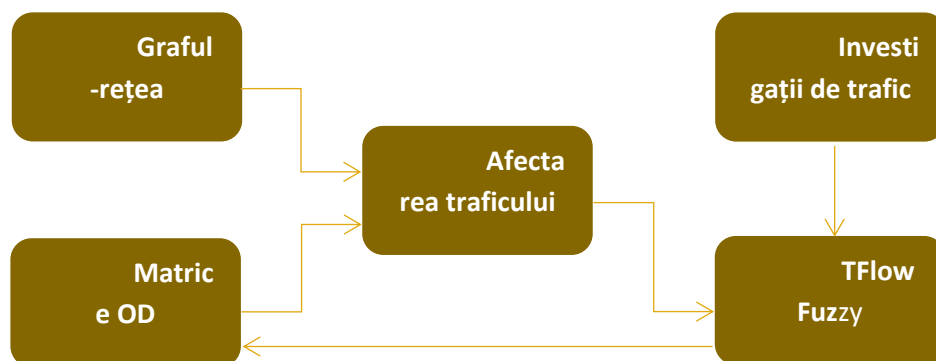 Graful
-rețea
Investi
gații de trafic
Afecta
rea traficului
Matric
e OD
TFlow
Fuzzy